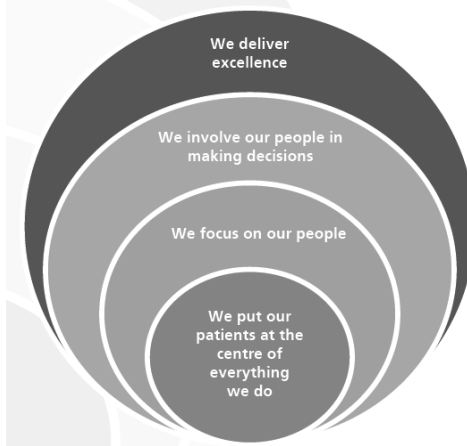 We deliver
excellence
We involve our people in
making decisions
We focus on our people
We put our
patients at the
centre of
everything
we do